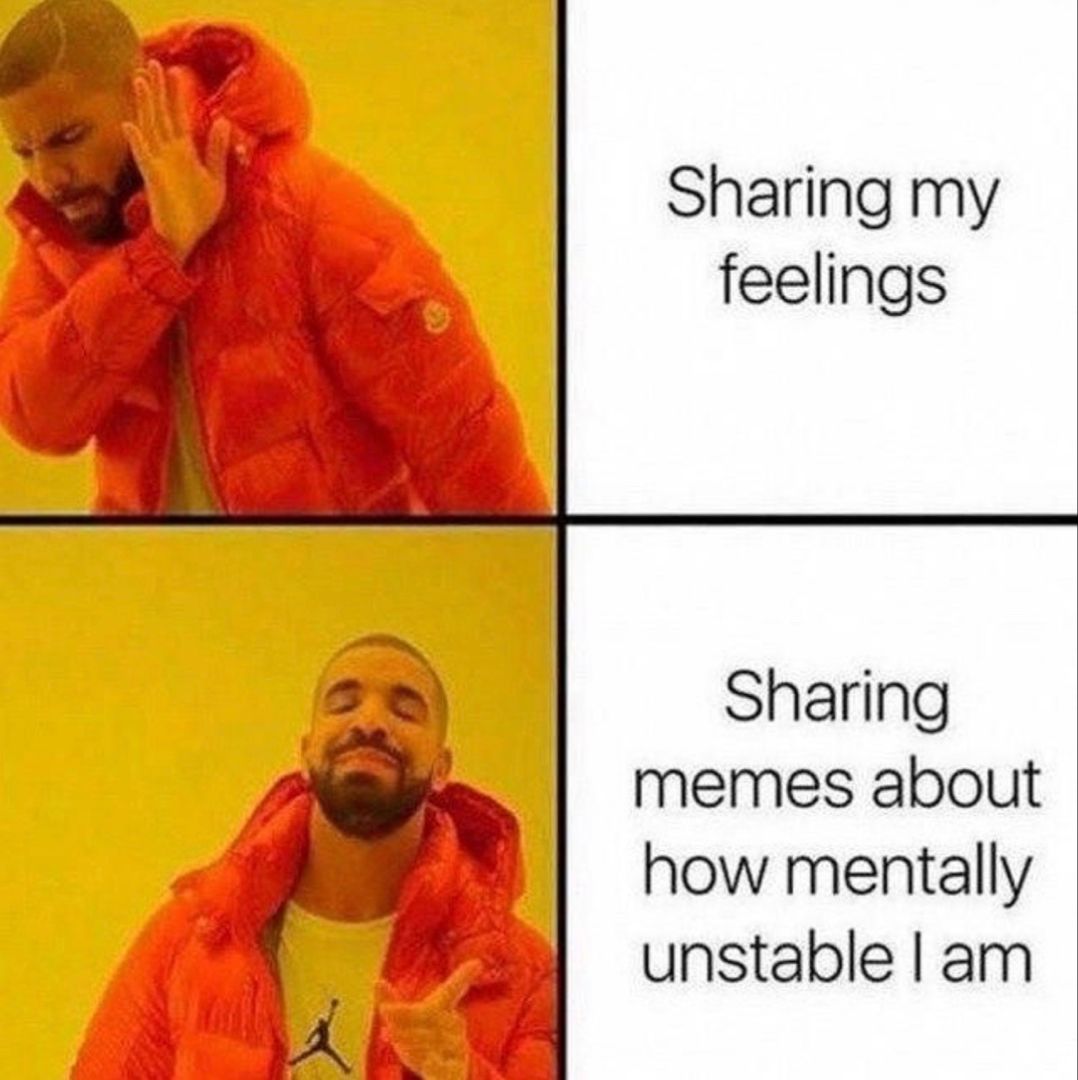 Sharing my
feelings
Sharing
memes about
how mentally
unstable I am